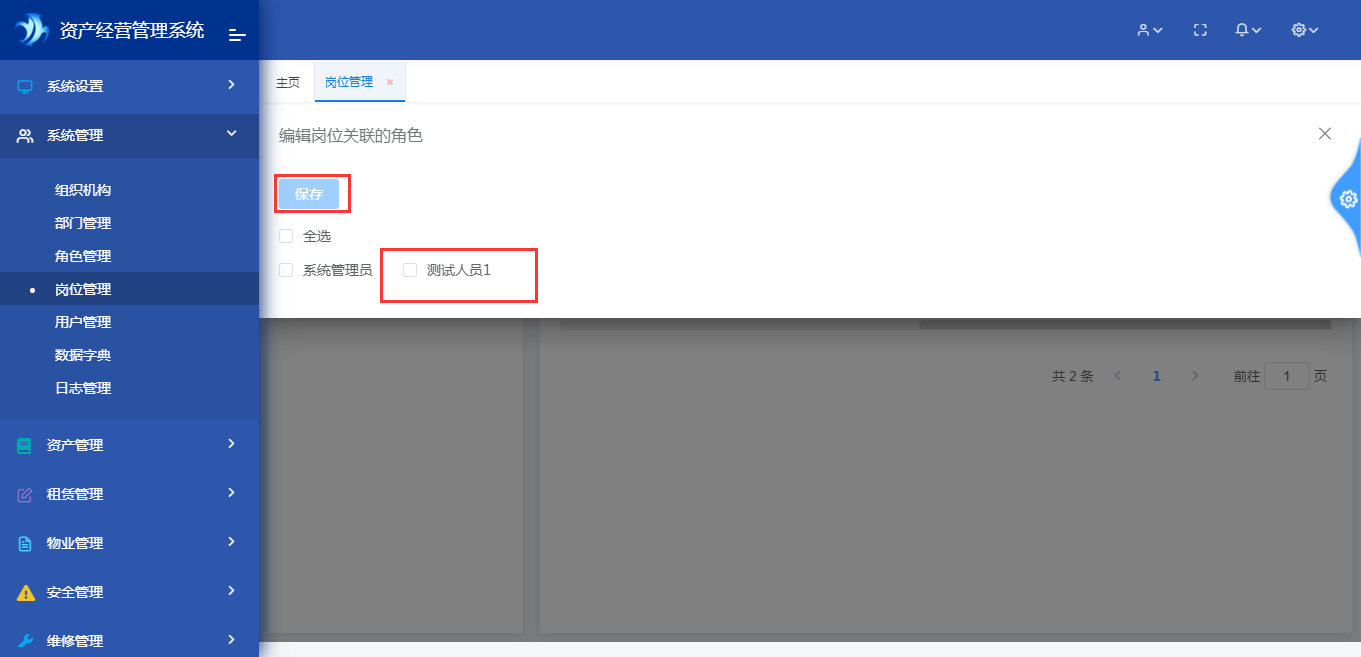 资产经营管理系统
系统设置
系统管理
组织机构
部门管理
角色管理
岗位管理
用户管理
数据字典
日志管理
资产管理
租赁管理
物业管理
安全管理
维修管理
主页 岗位管理
编辑岗位关联的角色
保存
全选
系统管理员 测试人员1
共 2 条 1 前往 1 页